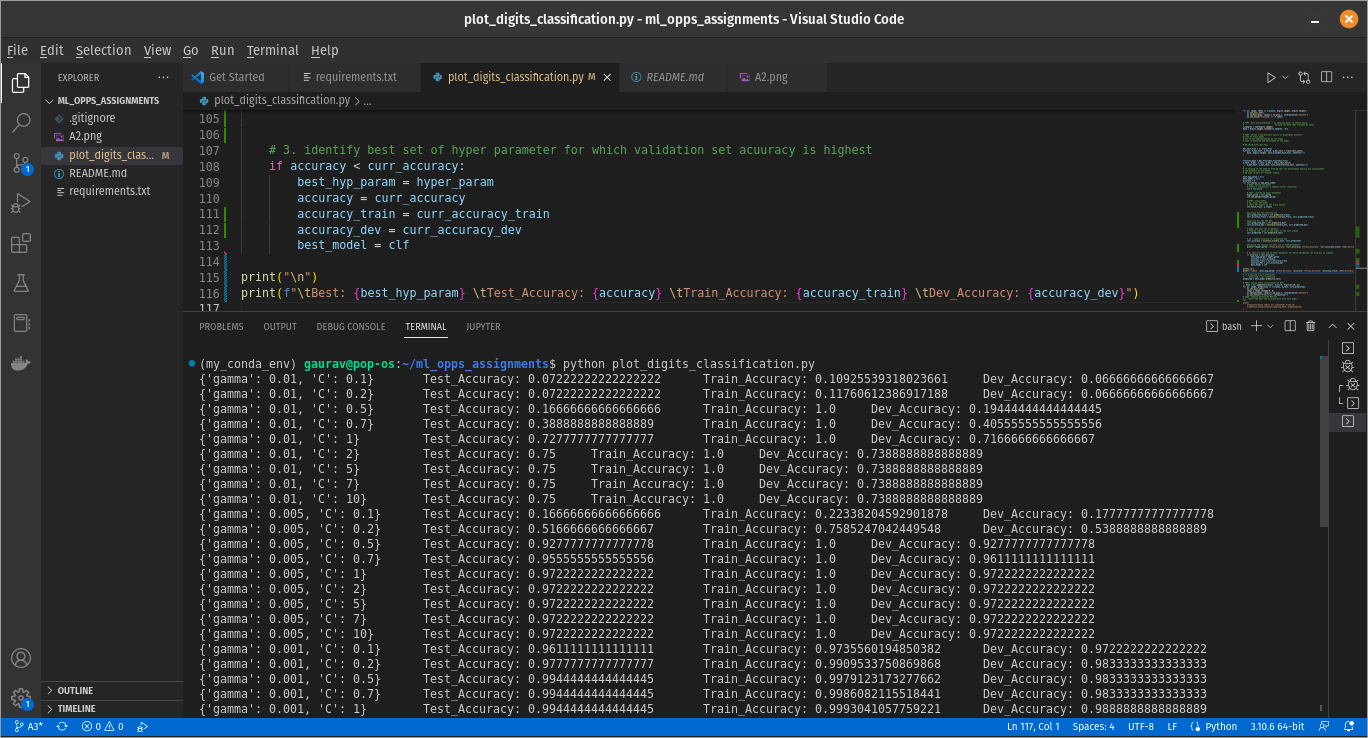 plot_digits_classification.py - ml_opps_assignments - Visual Studio Code
File Edit Selection View Go Run Terminal Help
EXPLORER ...
Get Started requirements.txt plot_digits_classification.py M README.md A2.png
ML_OPPS_ASSIGNMENTS
.gitignore
A2.png
plot_digits_clas... M
README.md
requirements.txt
plot_digits_classification.py > ...
105
106
107 # 3. identify best set of hyper parameter for which validation set acuuracy is highest
108 if accuracy < curr_accuracy:
109 best_hyp_param = hyper_param
110 accuracy = curr_accuracy
111 accuracy_train = curr_accuracy_train
112 accuracy_dev = curr_accuracy_dev
113 best_model = clf
114
115 print("\n")
116 print(f"\tBest: {best_hyp_param} \tTest_Accuracy: {accuracy} \tTrain_Accuracy: {accuracy_train} \tDev_Accuracy: {accuracy_dev}")
117
PROBLEMS OUTPUT DEBUG CONSOLE TERMINAL JUPYTER
bash
(my_conda_env) gaurav@pop-os:~/ml_opps_assignments$ python plot_digits_classification.py
{'gamma': 0.01, 'C': 0.1} Test_Accuracy: 0.07222222222222222 Train_Accuracy: 0.10925539318023661 Dev_Accuracy: 0.06666666666666667
{'gamma': 0.01, 'C': 0.2} Test_Accuracy: 0.07222222222222222 Train_Accuracy: 0.11760612386917188 Dev_Accuracy: 0.06666666666666667
{'gamma': 0.01, 'C': 0.5} Test_Accuracy: 0.16666666666666666 Train_Accuracy: 1.0 Dev_Accuracy: 0.19444444444444445
{'gamma': 0.01, 'C': 0.7} Test_Accuracy: 0.3888888888888889 Train_Accuracy: 1.0 Dev_Accuracy: 0.40555555555555556
{'gamma': 0.01, 'C': 1} Test_Accuracy: 0.7277777777777777 Train_Accuracy: 1.0 Dev_Accuracy: 0.7166666666666667
{'gamma': 0.01, 'C': 2} Test_Accuracy: 0.75 Train_Accuracy: 1.0 Dev_Accuracy: 0.7388888888888889
{'gamma': 0.01, 'C': 5} Test_Accuracy: 0.75 Train_Accuracy: 1.0 Dev_Accuracy: 0.7388888888888889
{'gamma': 0.01, 'C': 7} Test_Accuracy: 0.75 Train_Accuracy: 1.0 Dev_Accuracy: 0.7388888888888889
{'gamma': 0.01, 'C': 10} Test_Accuracy: 0.75 Train_Accuracy: 1.0 Dev_Accuracy: 0.7388888888888889
{'gamma': 0.005, 'C': 0.1} Test_Accuracy: 0.16666666666666666 Train_Accuracy: 0.22338204592901878 Dev_Accuracy: 0.17777777777777778
{'gamma': 0.005, 'C': 0.2} Test_Accuracy: 0.5166666666666667 Train_Accuracy: 0.7585247042449548 Dev_Accuracy: 0.5388888888888889
{'gamma': 0.005, 'C': 0.5} Test_Accuracy: 0.9277777777777778 Train_Accuracy: 1.0 Dev_Accuracy: 0.9277777777777778
{'gamma': 0.005, 'C': 0.7} Test_Accuracy: 0.9555555555555556 Train_Accuracy: 1.0 Dev_Accuracy: 0.9611111111111111
{'gamma': 0.005, 'C': 1} Test_Accuracy: 0.9722222222222222 Train_Accuracy: 1.0 Dev_Accuracy: 0.9722222222222222
{'gamma': 0.005, 'C': 2} Test_Accuracy: 0.9722222222222222 Train_Accuracy: 1.0 Dev_Accuracy: 0.9722222222222222
{'gamma': 0.005, 'C': 5} Test_Accuracy: 0.9722222222222222 Train_Accuracy: 1.0 Dev_Accuracy: 0.9722222222222222
{'gamma': 0.005, 'C': 7} Test_Accuracy: 0.9722222222222222 Train_Accuracy: 1.0 Dev_Accuracy: 0.9722222222222222
{'gamma': 0.005, 'C': 10} Test_Accuracy: 0.9722222222222222 Train_Accuracy: 1.0 Dev_Accuracy: 0.9722222222222222
{'gamma': 0.001, 'C': 0.1} Test_Accuracy: 0.9611111111111111 Train_Accuracy: 0.9735560194850382 Dev_Accuracy: 0.9722222222222222
{'gamma': 0.001, 'C': 0.2} Test_Accuracy: 0.9777777777777777 Train_Accuracy: 0.9909533750869868 Dev_Accuracy: 0.9833333333333333
{'gamma': 0.001, 'C': 0.5} Test_Accuracy: 0.9944444444444445 Train_Accuracy: 0.9979123173277662 Dev_Accuracy: 0.9833333333333333
{'gamma': 0.001, 'C': 0.7} Test_Accuracy: 0.9944444444444445 Train_Accuracy: 0.9986082115518441 Dev_Accuracy: 0.9833333333333333
{'gamma': 0.001, 'C': 1} Test_Accuracy: 0.9944444444444445 Train_Accuracy: 0.9993041057759221 Dev_Accuracy: 0.9888888888888889
OUTLINE
TIMELINE
1
1
A3* 0 0 Ln 117, Col 1 Spaces: 4 UTF-8 LF Python 3.10.6 64-bit